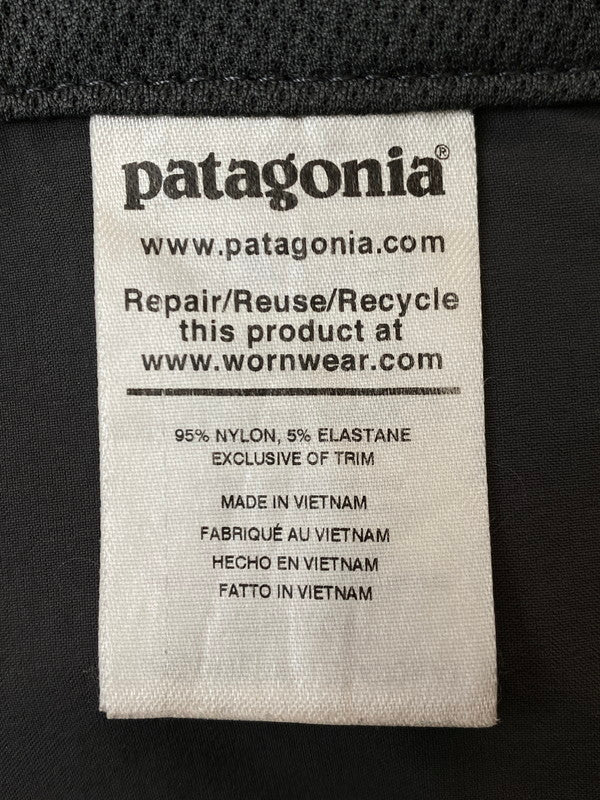 patagonia®
www.patagonia.com
Repair/Reuse/Recycle
this product at
www.wornwear.com
95% NYLON, 5% ELASTANE
EXCLUSIVE OF TRIM
MADE IN VIETNAM
FABRIQUÉ AU VIETNAM
HECHO EN VIETNAM
FATTO IN VIETNAM